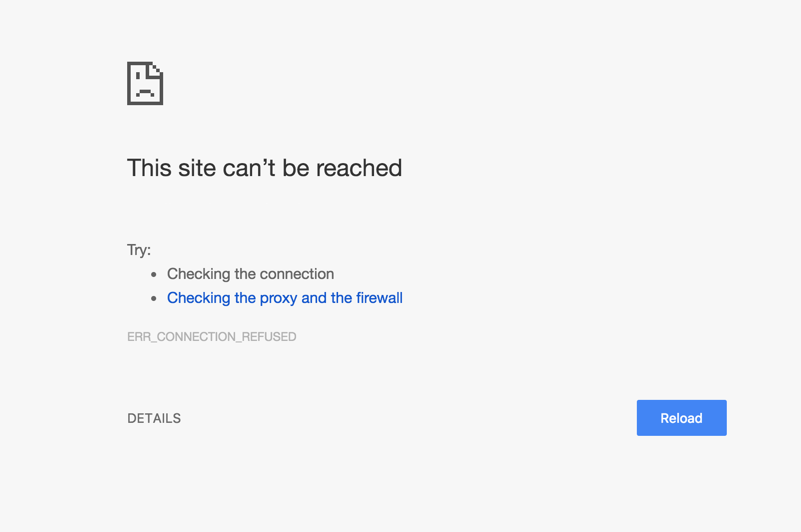 This site can’t be reached
Try:
• Checking the connection
• Checking the proxy and the firewall
ERR_CONNECTION_REFUSED
DETAILS
Reload